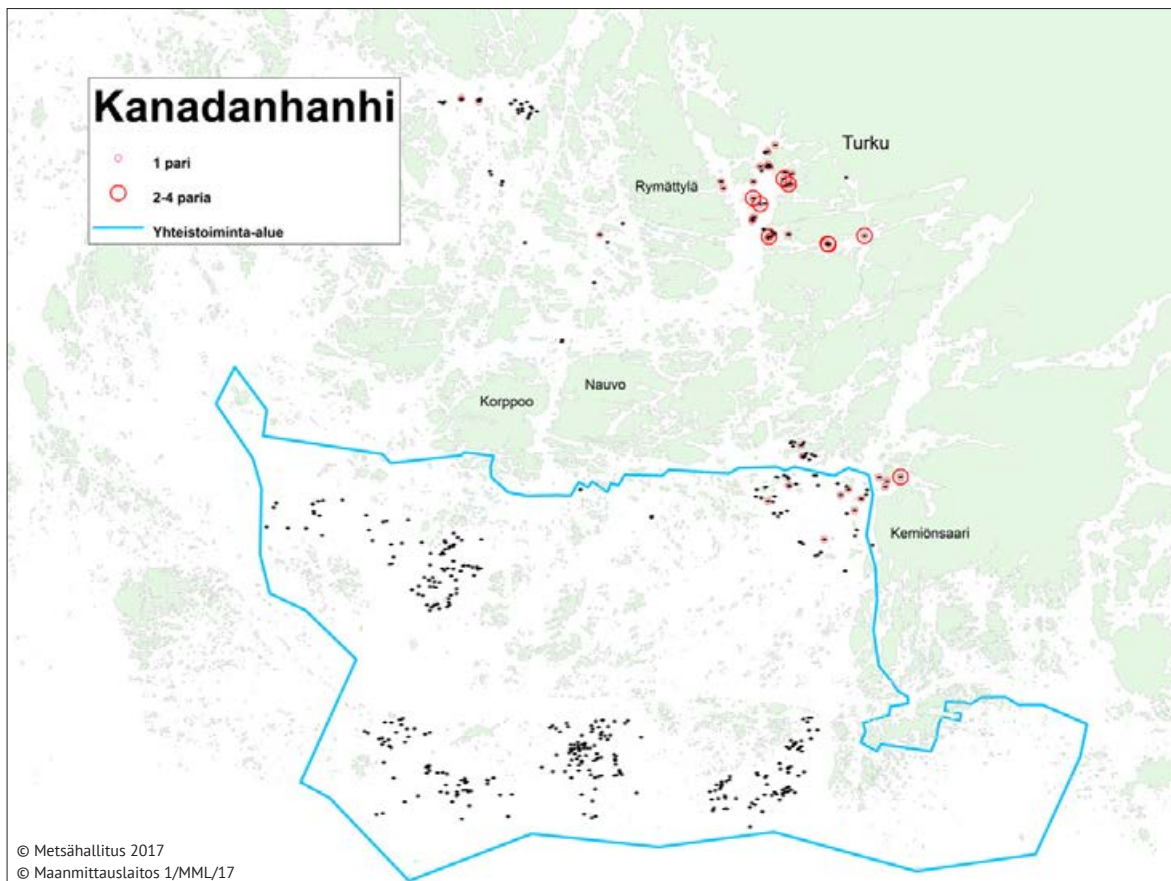 Kanadanhanhi
1 pari
2-4 paria
Yhteistoiminta-alue
Turku
Rymättylä
Nauvo
Korppoo
Kemiönsaari
© Metsähallitus 2017
© Maanmittauslaitos 1/MML/17